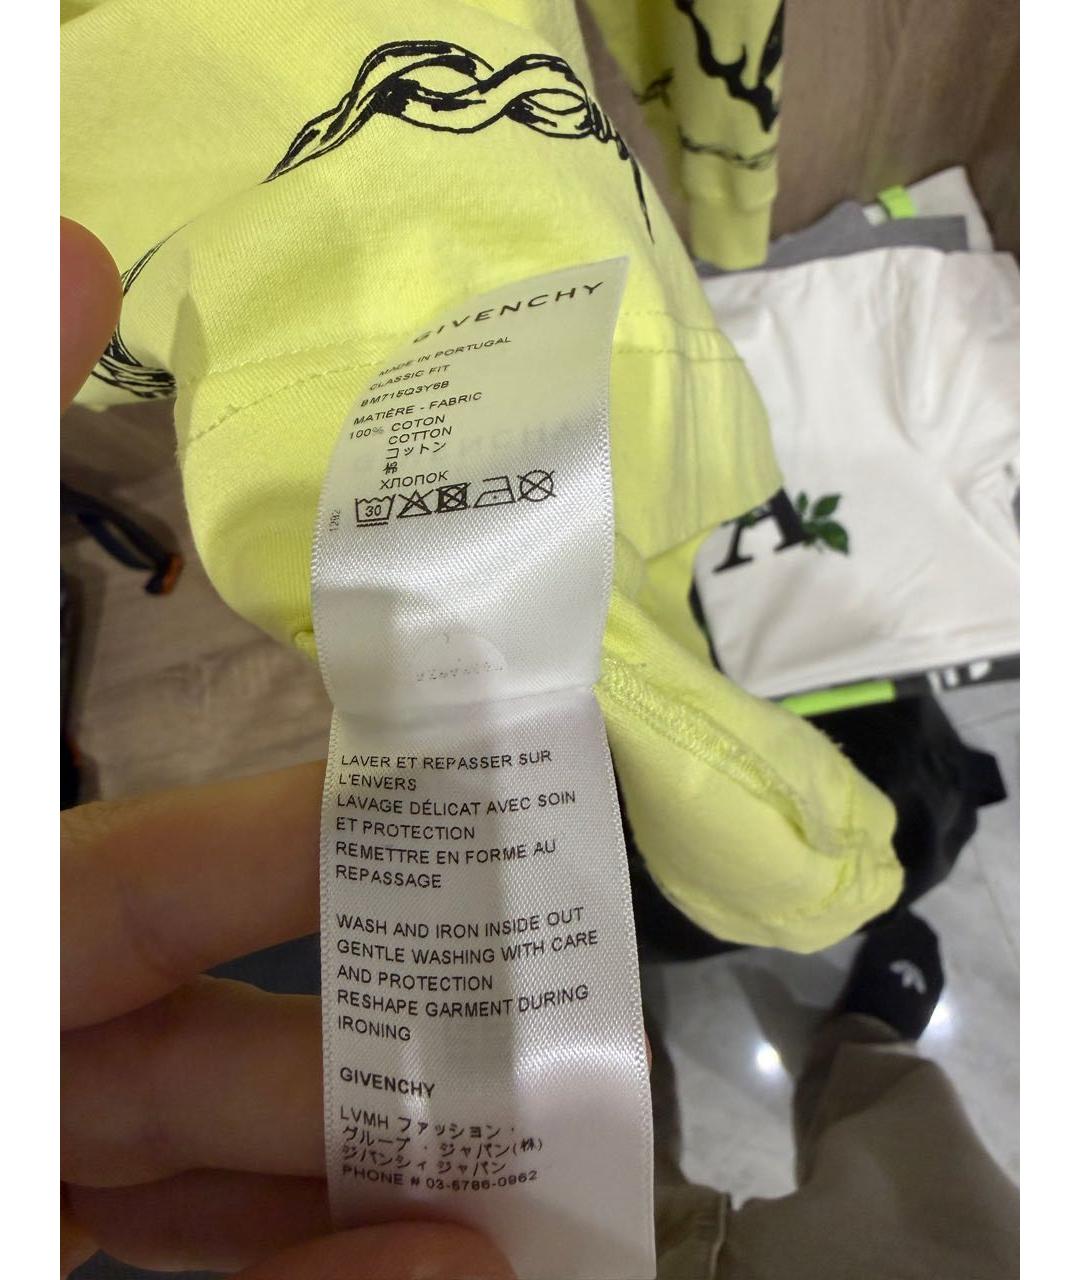 GIVENCHY
MADE IN PORTUGAL
CLASSIC FIT
BM715Q3Y6B
MATIÈRE - FABRIC
100% COTON
COTTON
コットン
棉
ХЛОПОК
30
1292
LAVER ET REPASSER SUR
L'ENVERS
LAVAGE DÉLICAT AVEC SOIN
ET PROTECTION
REMETTRE EN FORME AU
REPASSAGE
WASH AND IRON INSIDE OUT
GENTLE WASHING WITH CARE
AND PROTECTION
RESHAPE GARMENT DURING
IRONING
GIVENCHY
LVMH ファッション・
グループ・ジャパン(株)
ジバンシィ ジャパン
PHONE # 03-6786-0962
A